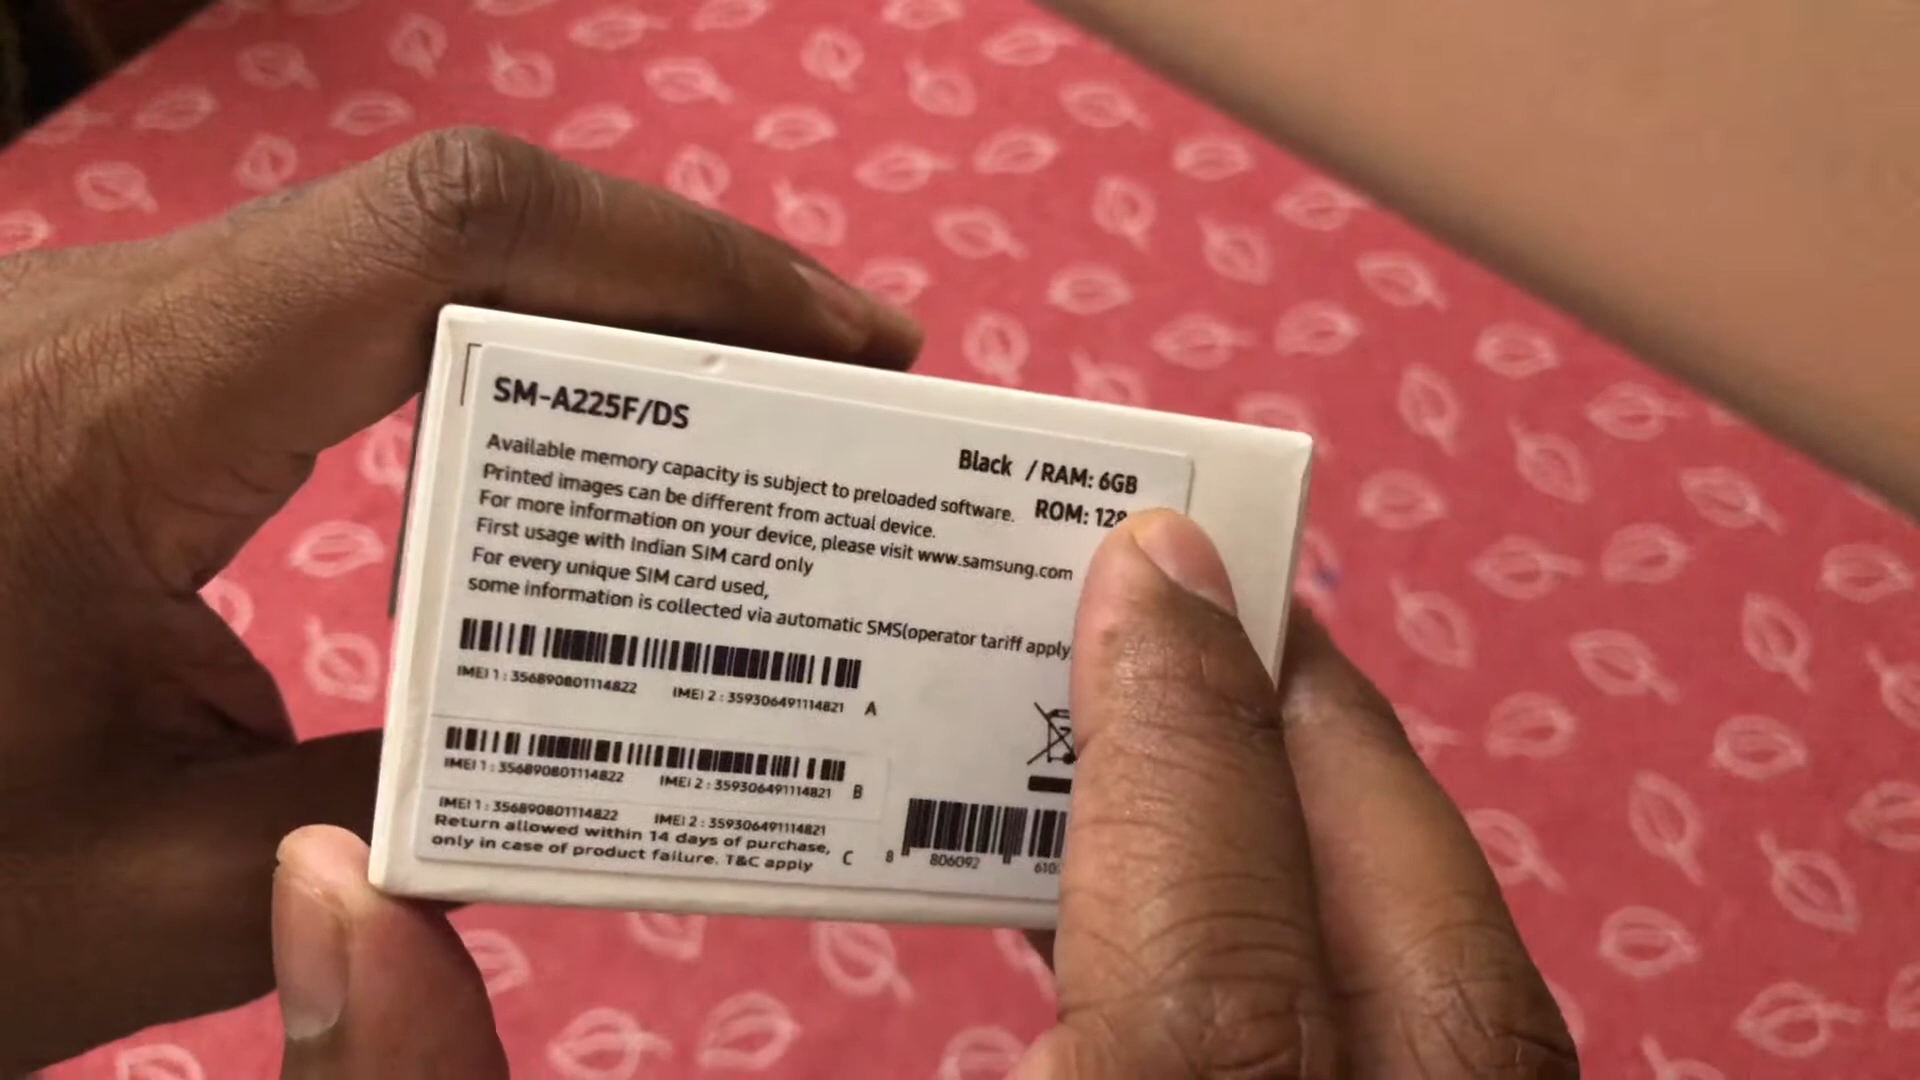 SM-A225F/DS
Black / RAM: 6GB
ROM: 128
Available memory capacity is subject to preloaded software.
Printed images can be different from actual device.
For more information on your device, please visit www.samsung.com
First usage with Indian SIM card only
For every unique SIM card used,
some information is collected via automatic SMS(operator tariff apply
IMEI 1 : 356890801114822 IMEI 2 : 359306491114821 A
IMEI 1 : 356890801114822 IMEI 2 : 359306491114821 B
IMEI 1 : 356890801114822 IMEI 2 : 359306491114821
Return allowed within 14 days of purchase,
only in case of product failure. T&C apply C
8 806092 610